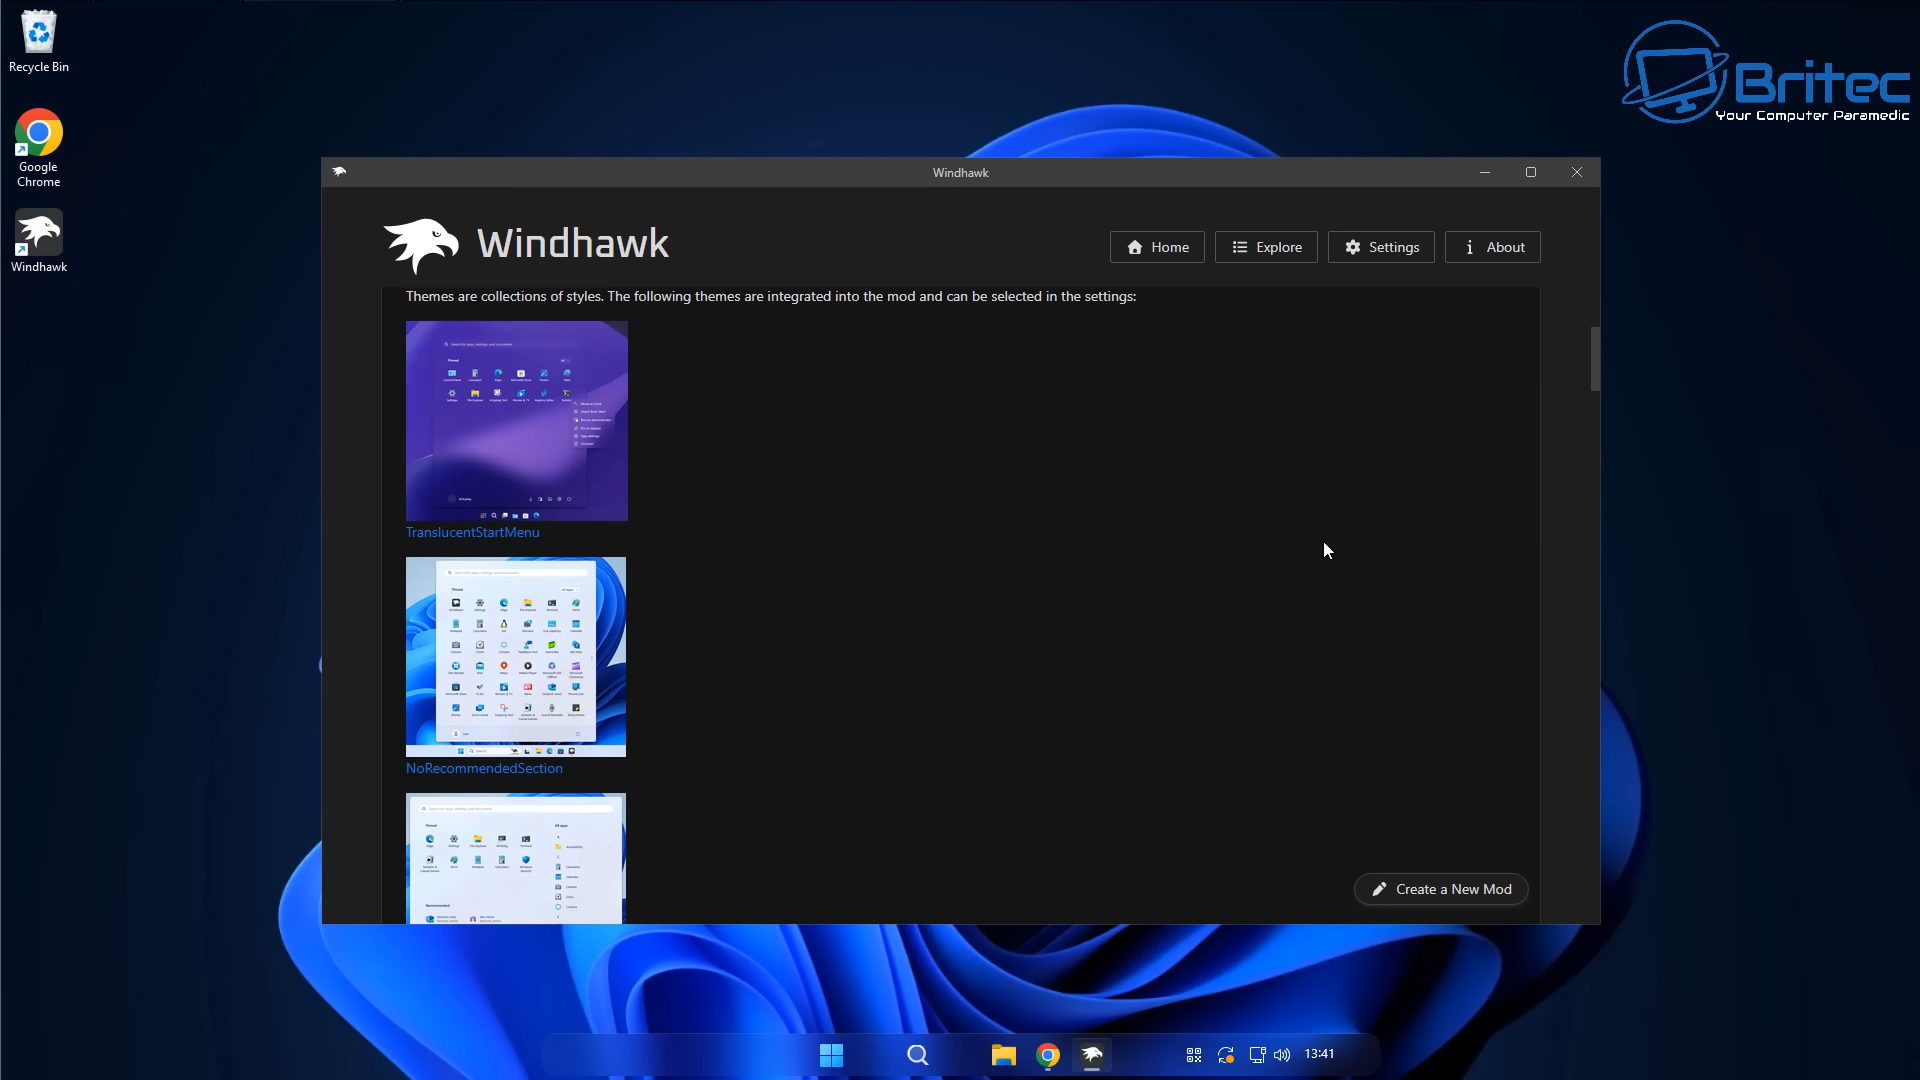 Recycle Bin
Google
Chrome
Windhawk
Britec
Your Computer Paramedic
Windhawk
Windhawk
Home
Explore
Settings
About
Themes are collections of styles. The following themes are integrated into the mod and can be selected in the settings:
TranslucentStartMenu
NoRecommendedSection
Create a New Mod
13:41